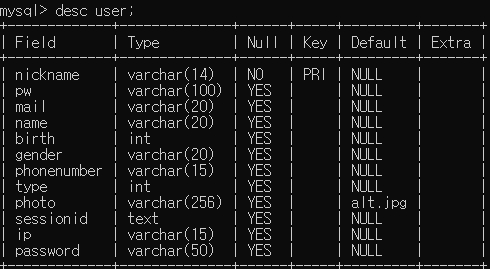 mysql> desc user;
| Field | Type | Null | Key | Default | Extra |
| nickname | varchar(14) | NO | PRI | NULL | |
| pw | varchar(100) | YES | | NULL | |
| mail | varchar(20) | YES | | NULL | |
| name | varchar(20) | YES | | NULL | |
| birth | int | YES | | NULL | |
| gender | varchar(20) | YES | | NULL | |
| phonenumber | varchar(15) | YES | | NULL | |
| type | int | YES | | NULL | |
| photo | varchar(256) | YES | | alt.jpg | |
| sessionid | text | YES | | NULL | |
| ip | varchar(15) | YES | | NULL | |
| password | varchar(50) | YES | | NULL | |